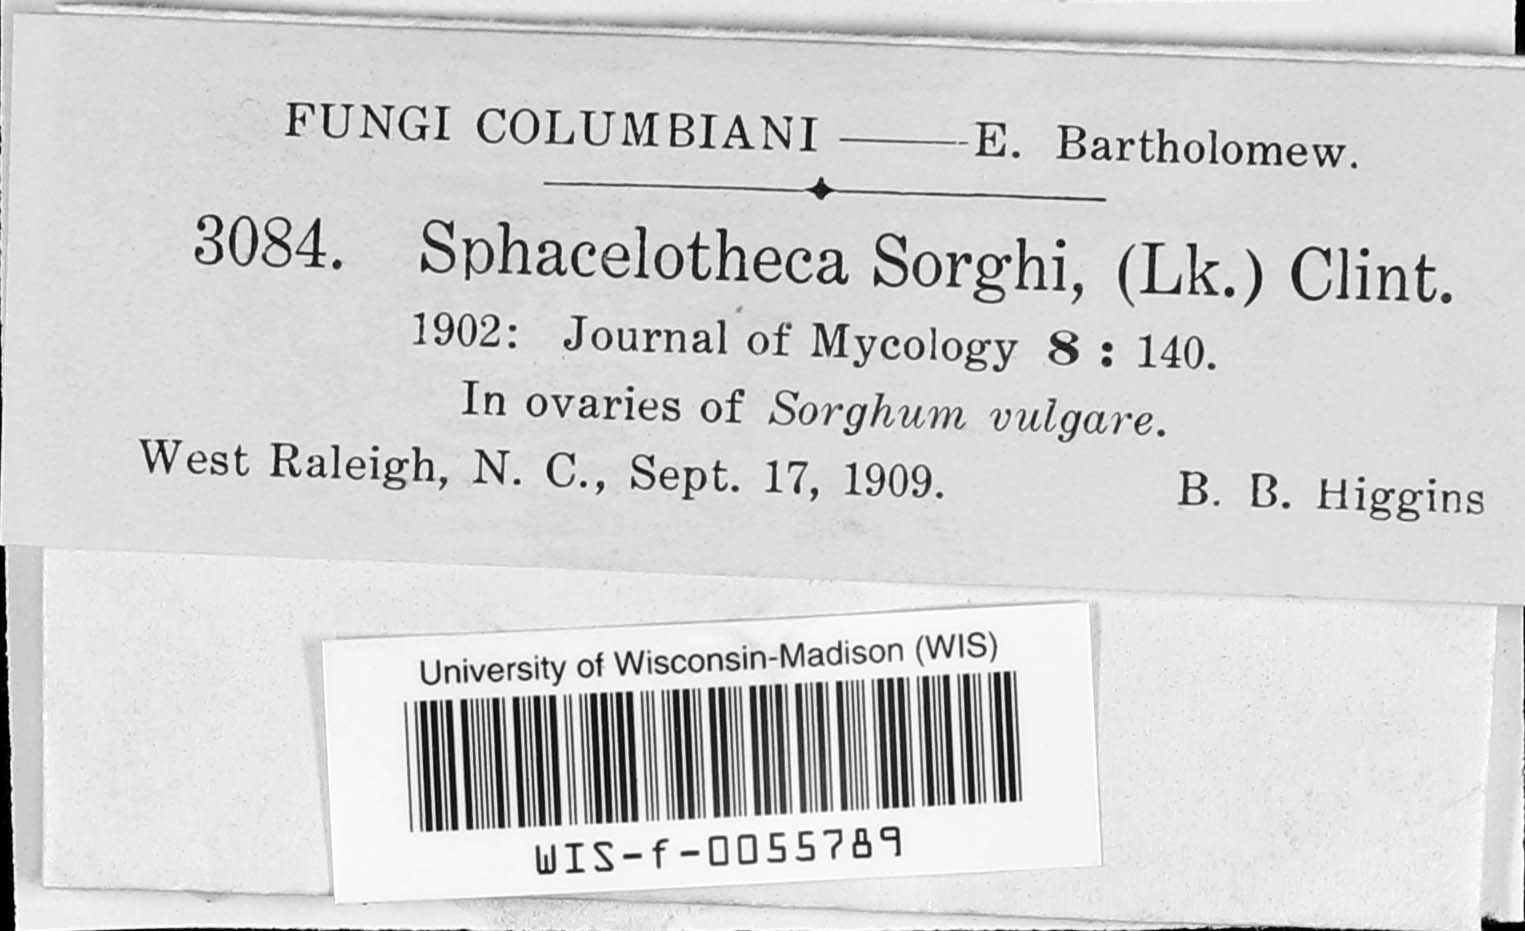 FUNGI COLUMBIANI ——— E. Bartholomew.
3084. Sphacelotheca Sorghi, (Lk.) Clint.
1902: Journal of Mycology 8 : 140.
In ovaries of Sorghum vulgare.
West Raleigh, N. C., Sept. 17, 1909. B. B. Higgins
University of Wisconsin-Madison (WIS)
WIS-f-0055789